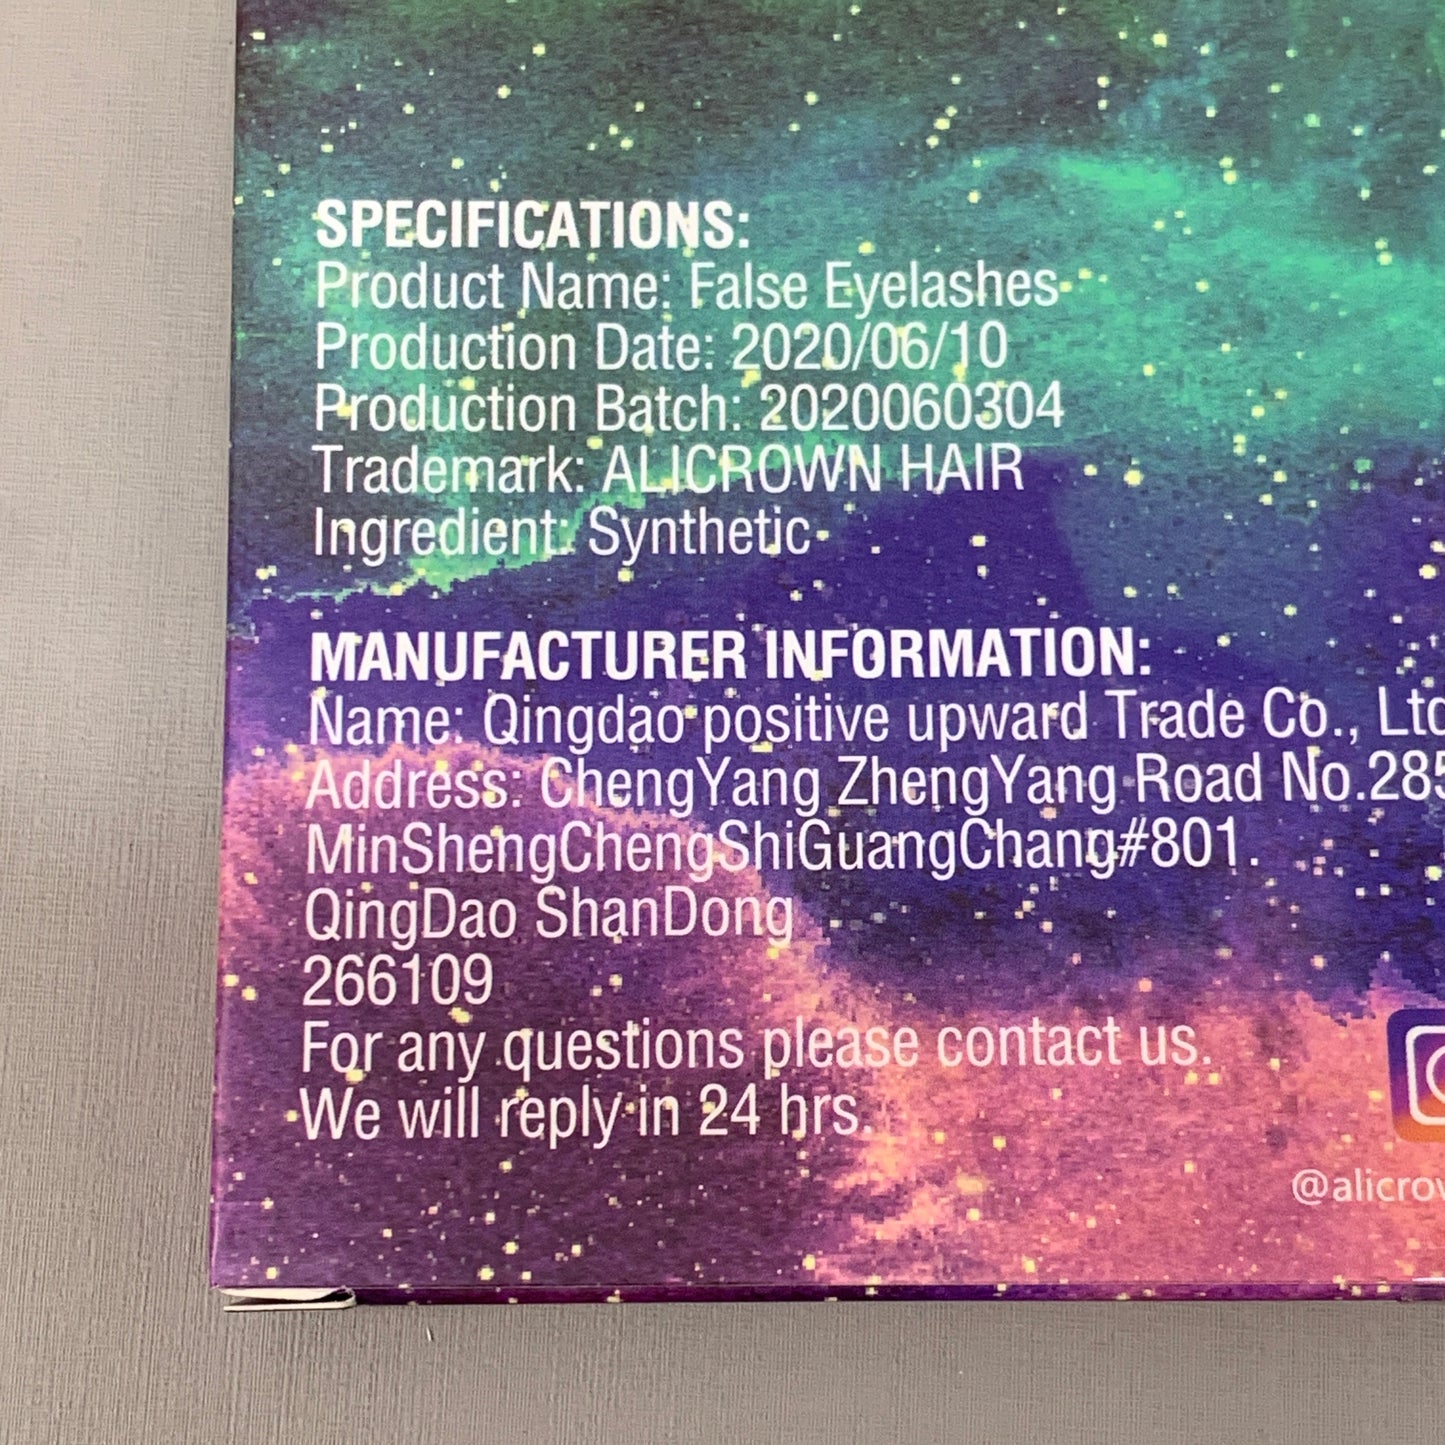 SPECIFICATIONS:
Product Name: False Eyelashes
Production Date: 2020/06/10
Production Batch: 2020060304
Trademark: ALICROWN HAIR
Ingredient: Synthetic
MANUFACTURER INFORMATION:
Name: Qingdao positive upward Trade Co., Ltd
Address: ChengYang ZhengYang Road No.285
MinShengChengShiGuangChang#801.
QingDao ShanDong
266109
For any questions please contact us.
We will reply in 24 hrs.